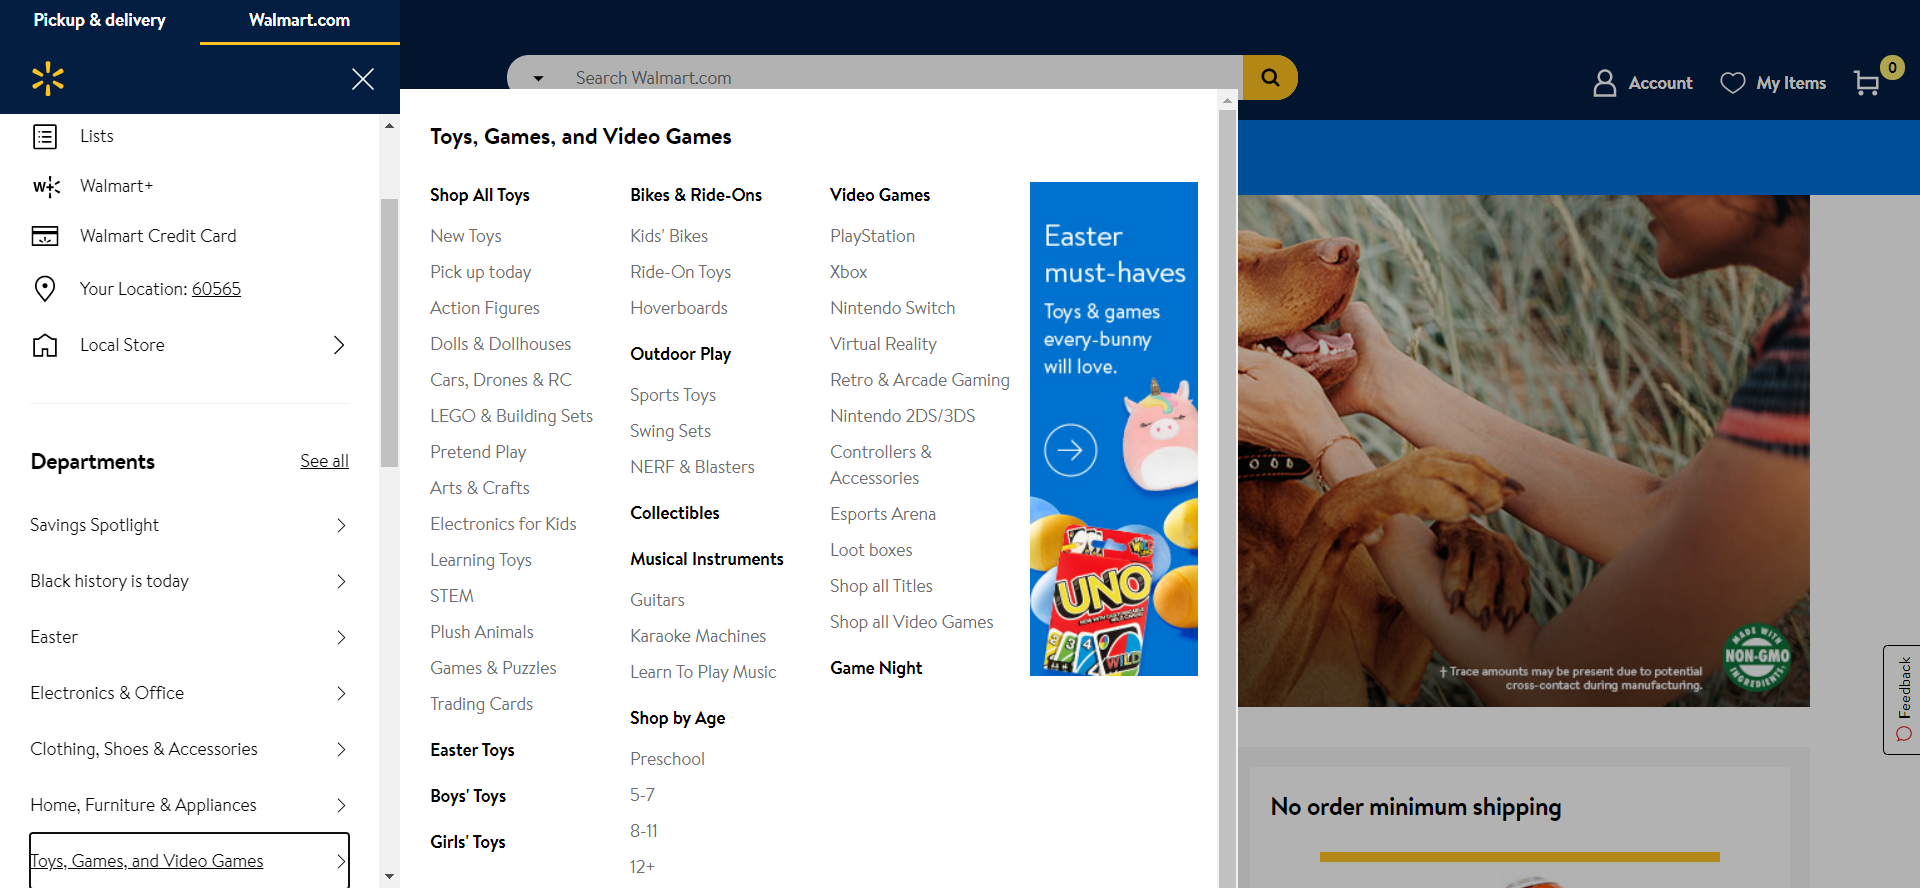 Pickup & delivery
Walmart.com
Search Walmart.com
Account
My Items
0
Lists
W+
Walmart+
Walmart Credit Card
Your Location: 60565
Local Store
Departments
See all
Savings Spotlight
Black history is today
Easter
Electronics & Office
Clothing, Shoes & Accessories
Home, Furniture & Appliances
Toys, Games, and Video Games
Toys, Games, and Video Games
Shop All Toys
New Toys
Pick up today
Action Figures
Dolls & Dollhouses
Cars, Drones & RC
LEGO & Building Sets
Pretend Play
Arts & Crafts
Electronics for Kids
Learning Toys
STEM
Plush Animals
Games & Puzzles
Trading Cards
Easter Toys
Boys' Toys
Girls' Toys
Bikes & Ride-Ons
Kids' Bikes
Ride-On Toys
Hoverboards
Outdoor Play
Sports Toys
Swing Sets
NERF & Blasters
Collectibles
Musical Instruments
Guitars
Karaoke Machines
Learn To Play Music
Shop by Age
Preschool
5-7
8-11
12+
Video Games
PlayStation
Xbox
Nintendo Switch
Virtual Reality
Retro & Arcade Gaming
Nintendo 2DS/3DS
Controllers &
Accessories
Esports Arena
Loot boxes
Shop all Titles
Shop all Video Games
Game Night
Easter
must-haves
Toys & games
every-bunny
will love.
UNO
WILD
† Trace amounts may be present due to potential
cross-contact during manufacturing.
MADE WITH
NON-GMO
INGREDIENTS
Feedback
No order minimum shipping